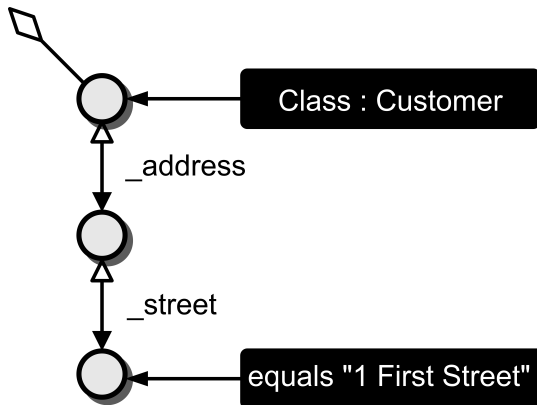 Class : Customer
_address
_street
equals "1 First Street"